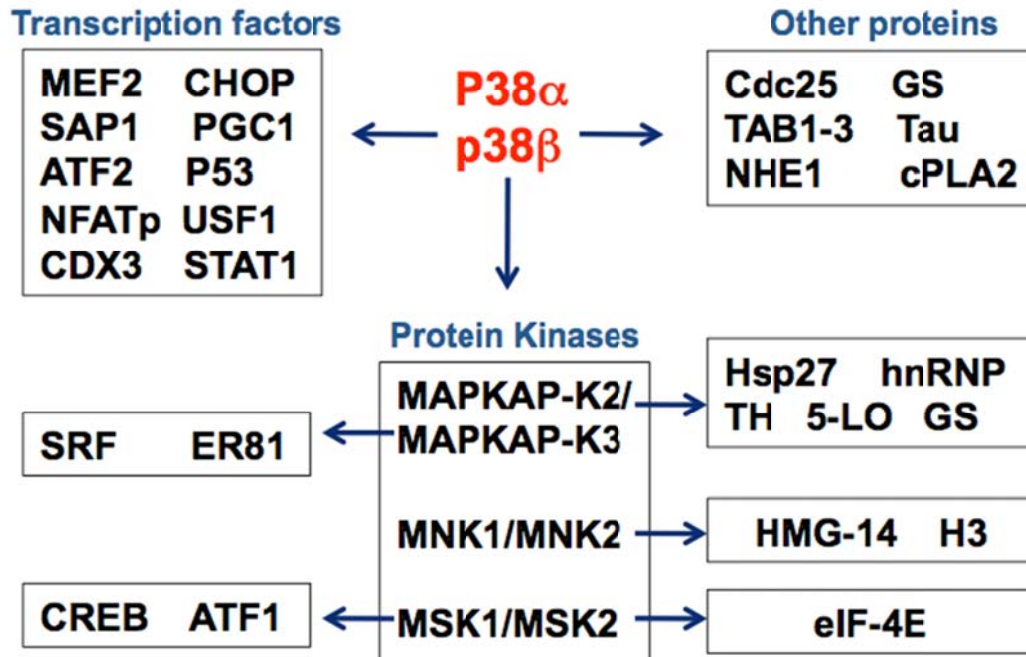 Transcription factors
MEF2 CHOP
SAP1 PGC1
ATF2 P53
NFATp USF1
CDX3 STAT1
P38α
p38β
Other proteins
Cdc25 GS
TAB1-3 Tau
NHE1 cPLA2
Protein Kinases
MAPKAP-K2/
MAPKAP-K3
MNK1/MNK2
MSK1/MSK2
SRF ER81
CREB ATF1
Hsp27 hnRNP
TH 5-LO GS
HMG-14 H3
eIF-4E